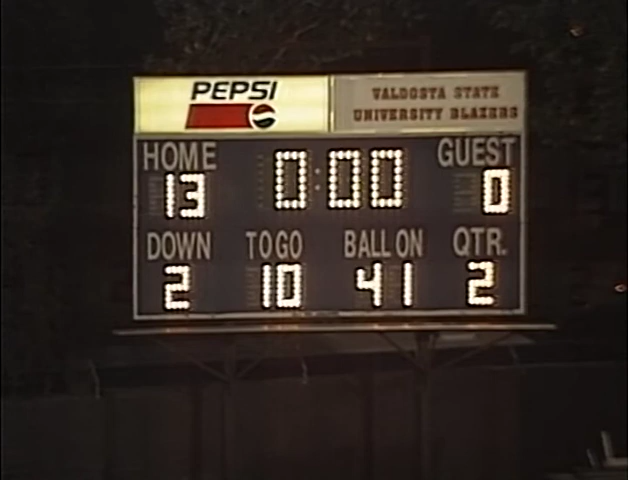 PEPSI
VALDOSTA STATE
UNIVERSITY BLAZERS
HOME 0:00 GUEST
13 0
DOWN TO GO BALL ON QTR.
2 10 41 2